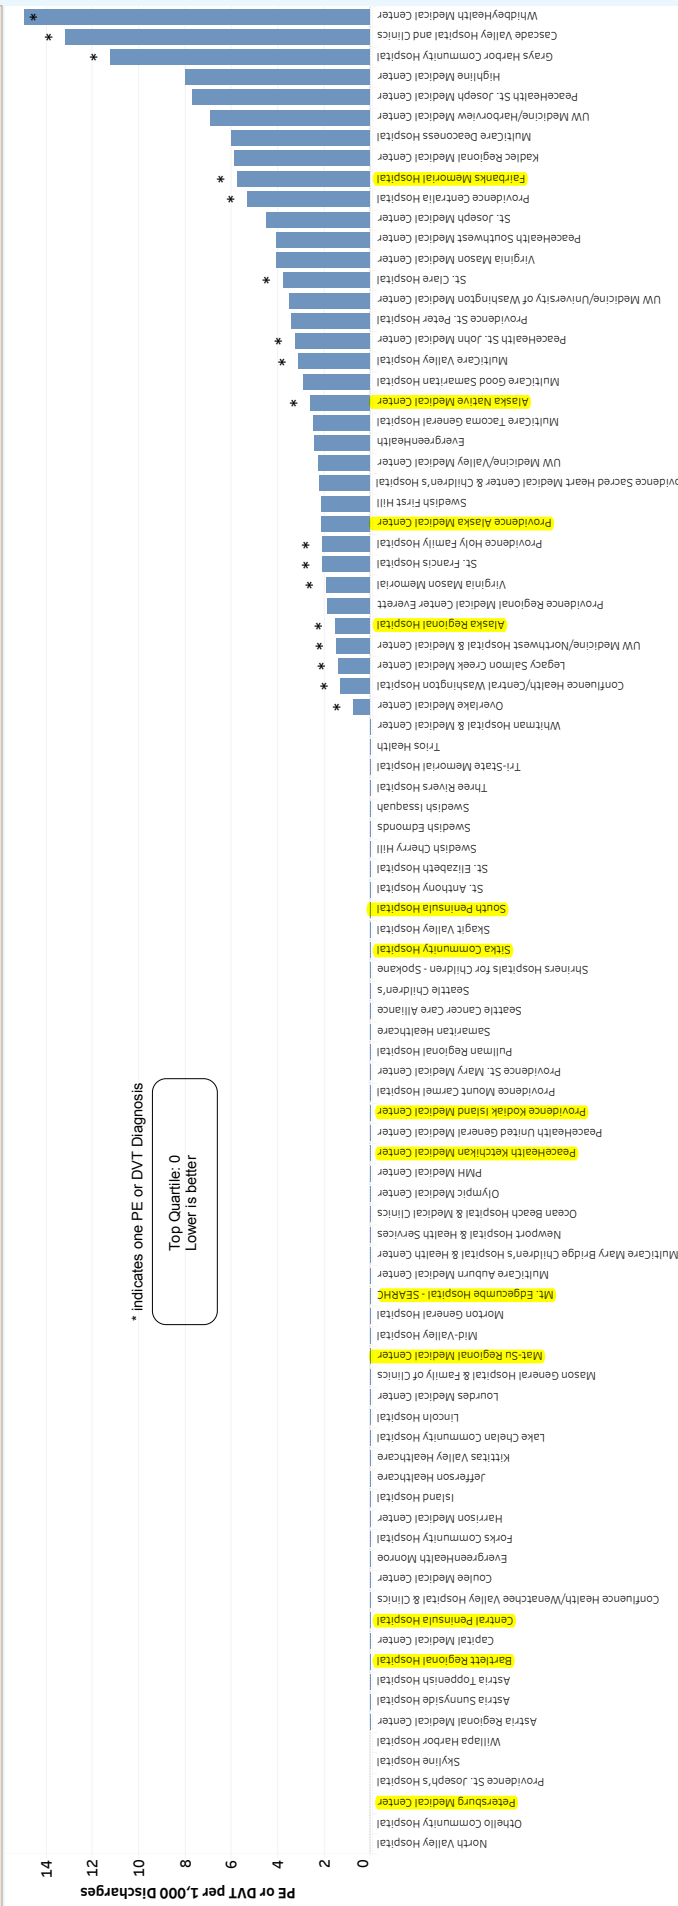 WhidbeyHealth Medical Center
Cascade Valley Hospital and Clinics
Grays Harbor Community Hospital
Highline Medical Center
PeaceHealth St. Joseph Medical Center
UW Medicine/Harborview Medical Center
MultiCare Deaconess Hospital
Kadlec Regional Medical Center
Fairbanks Memorial Hospital
Providence Centralia Hospital
St. Joseph Medical Center
PeaceHealth Southwest Medical Center
Virginia Mason Medical Center
St. Clare Hospital
UW Medicine/University of Washington Medical Center
Providence St. Peter Hospital
PeaceHealth St. John Medical Center
MultiCare Valley Hospital
MultiCare Good Samaritan Hospital
Alaska Native Medical Center
MultiCare Tacoma General Hospital
EvergreenHealth
UW Medicine/Valley Medical Center
ovidence Sacred Heart Medical Center & Children's Hospital
Swedish First Hill
Providence Alaska Medical Center
Providence Holy Family Hospital
St. Francis Hospital
Virginia Mason Memorial
Providence Regional Medical Center Everett
Alaska Regional Hospital
UW Medicine/Northwest Hospital & Medical Center
Legacy Salmon Creek Medical Center
Confluence Health/Central Washington Hospital
Overlake Medical Center
Whitman Hospital & Medical Center
Trios Health
Tri-State Memorial Hospital
Three Rivers Hospital
Swedish Issaquah
Swedish Edmonds
Swedish Cherry Hill
St. Elizabeth Hospital
St. Anthony Hospital
South Peninsula Hospital
Skagit Valley Hospital
Sitka Community Hospital
Shriners Hospitals for Children - Spokane
Seattle Children's
Seattle Cancer Care Alliance
Samaritan Healthcare
Pullman Regional Hospital
Providence St. Mary Medical Center
Providence Mount Carmel Hospital
Providence Kodiak Island Medical Center
PeaceHealth United General Medical Center
PeaceHealth Ketchikan Medical Center
PMH Medical Center
Olympic Medical Center
Ocean Beach Hospital & Medical Clinics
Newport Hospital & Health Services
MultiCare Mary Bridge Children's Hospital & Health Center
MultiCare Auburn Medical Center
Mt. Edgecumbe Hospital - SEARHC
Morton General Hospital
Mid-Valley Hospital
Mat-Su Regional Medical Center
Mason General Hospital & Family of Clinics
Lourdes Medical Center
Lincoln Hospital
Lake Chelan Community Hospital
Kittitas Valley Healthcare
Jefferson Healthcare
Island Hospital
Harrison Medical Center
Forks Community Hospital
EvergreenHealth Monroe
Coulee Medical Center
Confluence Health/Wenatchee Valley Hospital & Clinics
Central Peninsula Hospital
Capital Medical Center
Bartlett Regional Hospital
Astria Toppenish Hospital
Astria Sunnyside Hospital
Astria Regional Medical Center
Willapa Harbor Hospital
Skyline Hospital
Providence St. Joseph's Hospital
Petersburg Medical Center
Othello Community Hospital
North Valley Hospital
* indicates one PE or DVT Diagnosis
Top Quartile: 0
Lower is better
14
12
10
8
6
4
2
0
PE or DVT per 1,000 Discharges